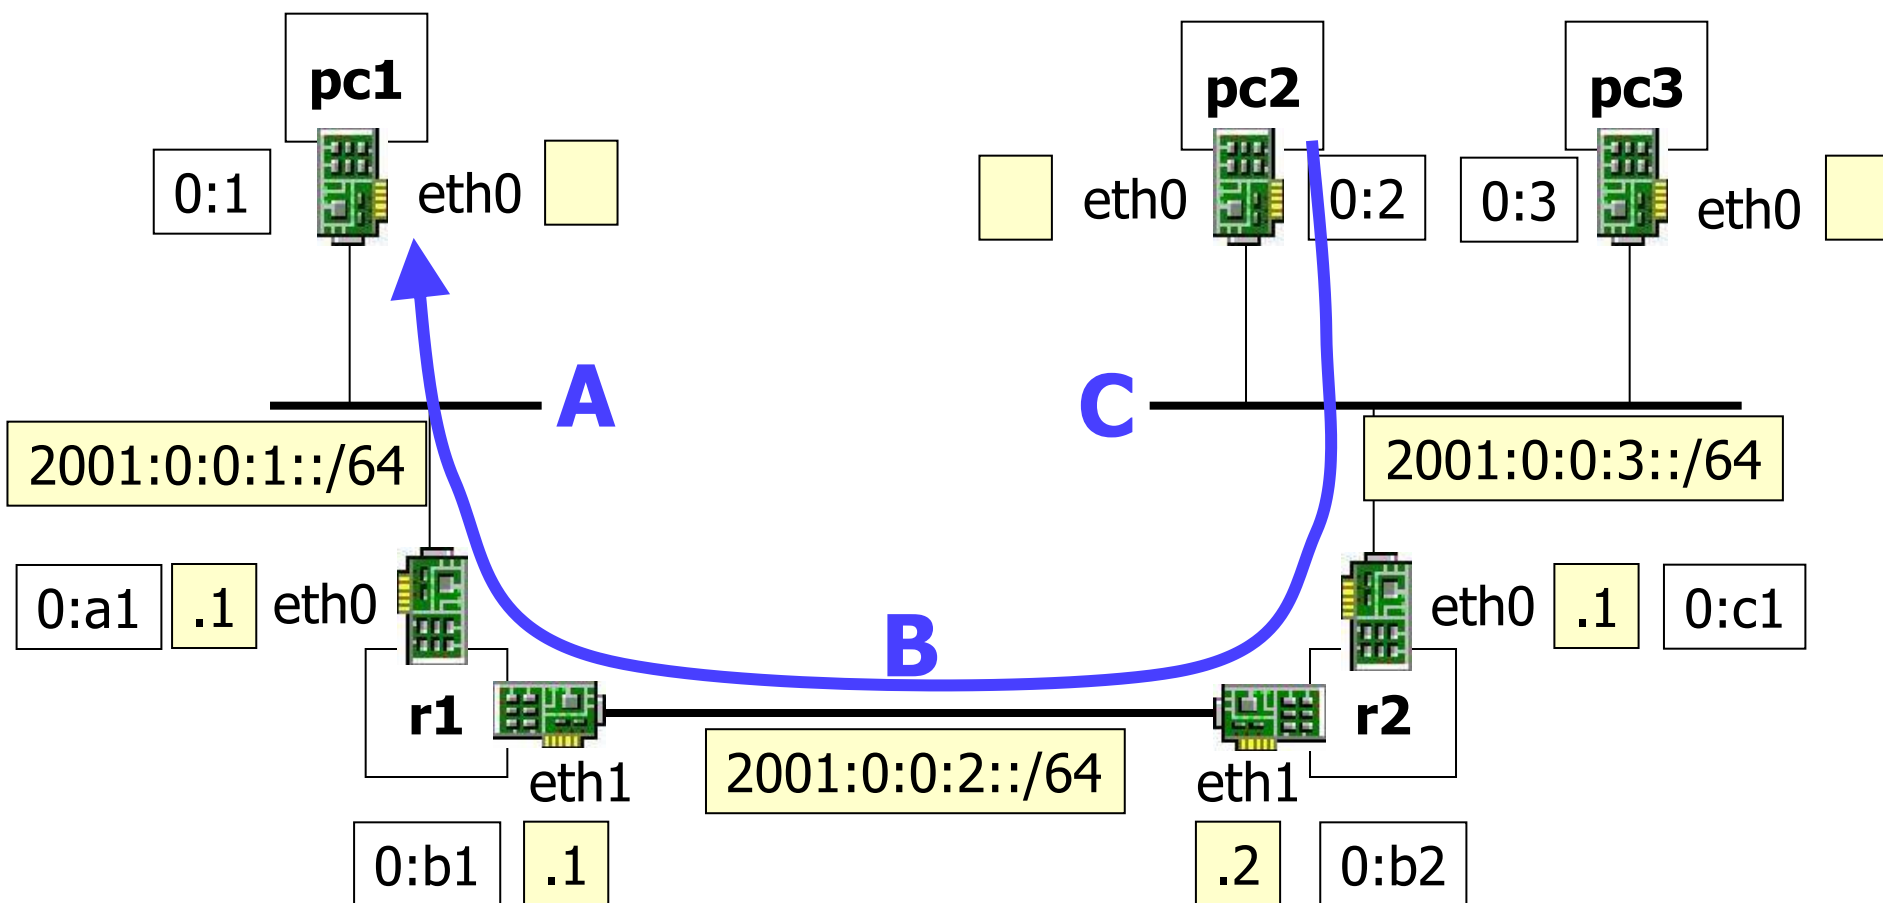 pc1
pc2
pc3
0:1
eth0
eth0
0:2
0:3
eth0
A
C
2001:0:0:1::/64
2001:0:0:3::/64
0:a1
.1
eth0
eth0
.1
0:c1
B
r1
r2
eth1
2001:0:0:2::/64
eth1
0:b1
.1
.2
0:b2